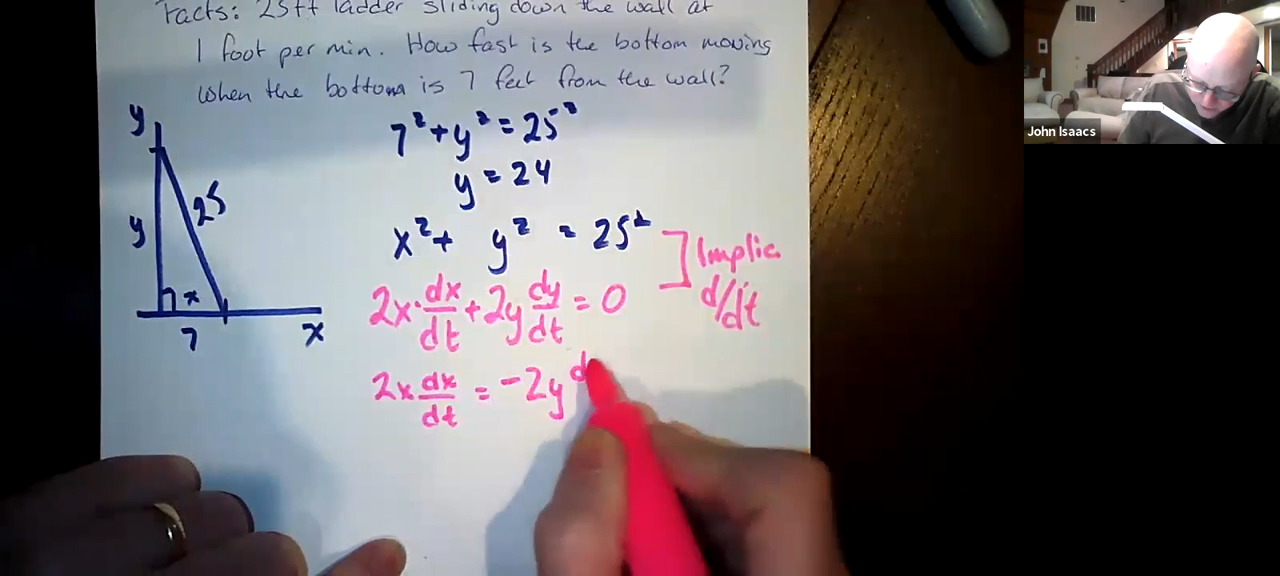 Facts: 25ft ladder sliding down the wall at
1 foot per min. How fast is the bottom moving
when the bottom is 7 feet from the wall?
y
y
25
x
7
x
7² + y² = 25²
y = 24
x² + y² = 25²
2x · dx/dt + 2y dy/dt = 0
] Implic
d/dt
2x dx/dt = -2y d
John Isaacs